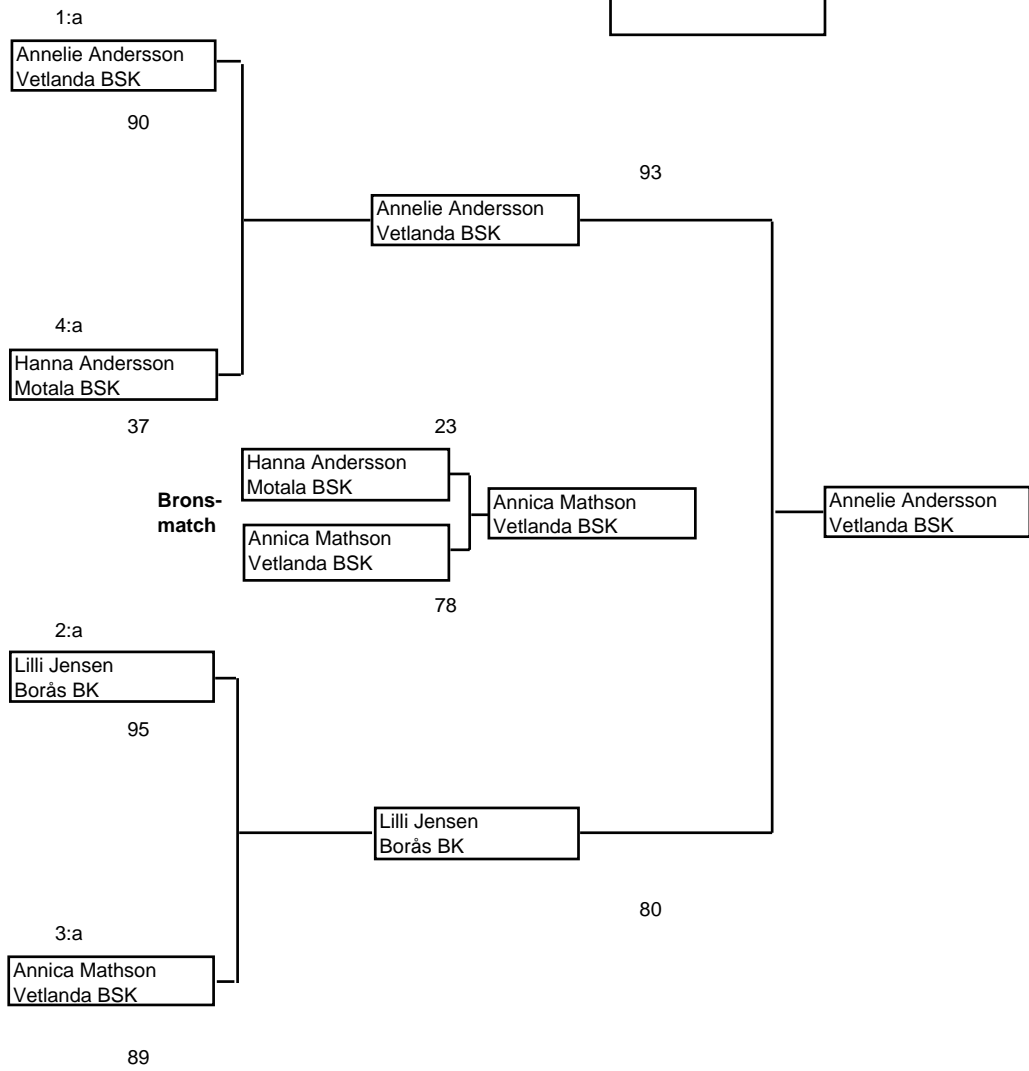 1:a
Annelie Andersson
Vetlanda BSK
90
93
Annelie Andersson
Vetlanda BSK
4:a
Hanna Andersson
Motala BSK
37
23
Hanna Andersson
Motala BSK
Brons-
match
Annica Mathson
Vetlanda BSK
Annelie Andersson
Vetlanda BSK
Annica Mathson
Vetlanda BSK
78
2:a
Lilli Jensen
Borås BK
95
Lilli Jensen
Borås BK
80
3:a
Annica Mathson
Vetlanda BSK
89